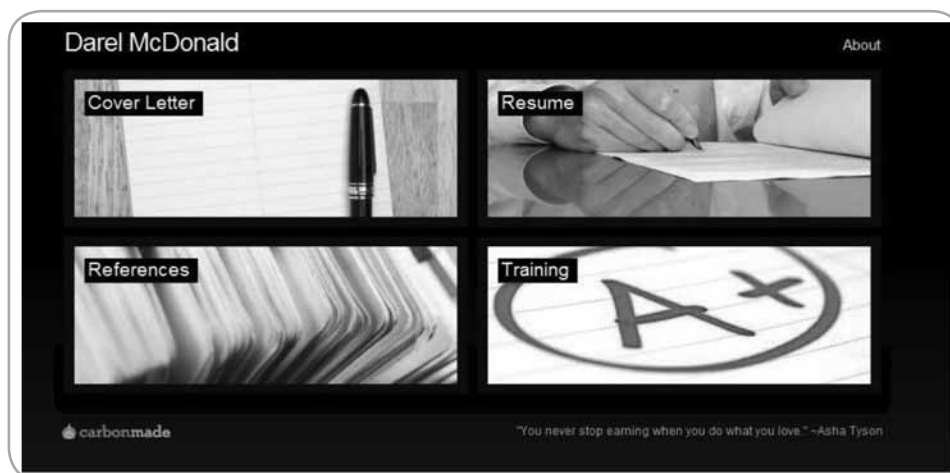 Darel McDonald
About
Cover Letter
Resume
References
Training
A+
carbonmade
"You never stop earning when you do what you love." ~Asha Tyson